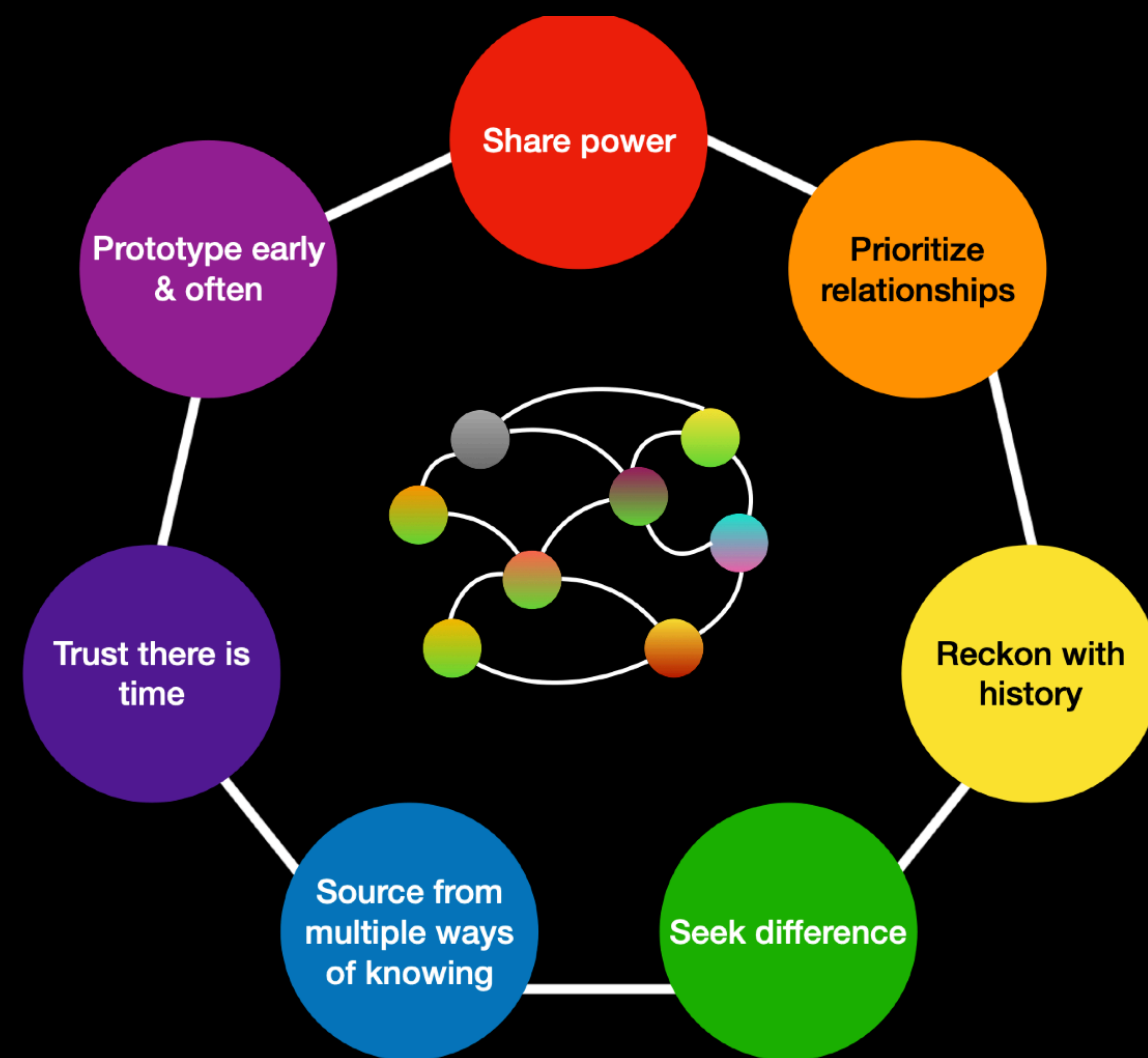 Share power
Prioritize
relationships
Reckon with
history
Seek difference
Source from
multiple ways
of knowing
Trust there is
time
Prototype early
& often